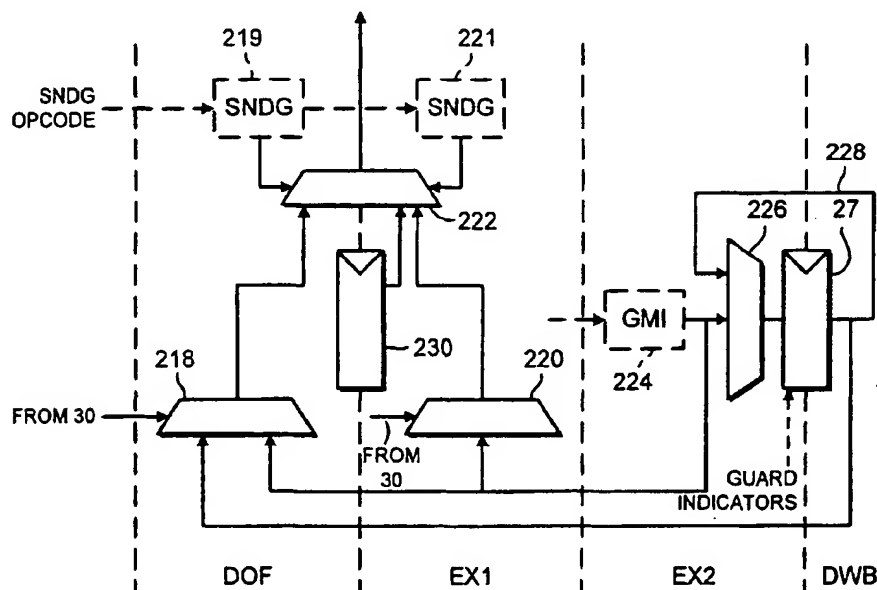 219
221
SNDG
OPCODE
SNDG
SNDG
228
222
226
27
GMI
230
224
218
220
FROM 30
FROM
30
GUARD
INDICATORS
DOF
EX1
EX2
DWB